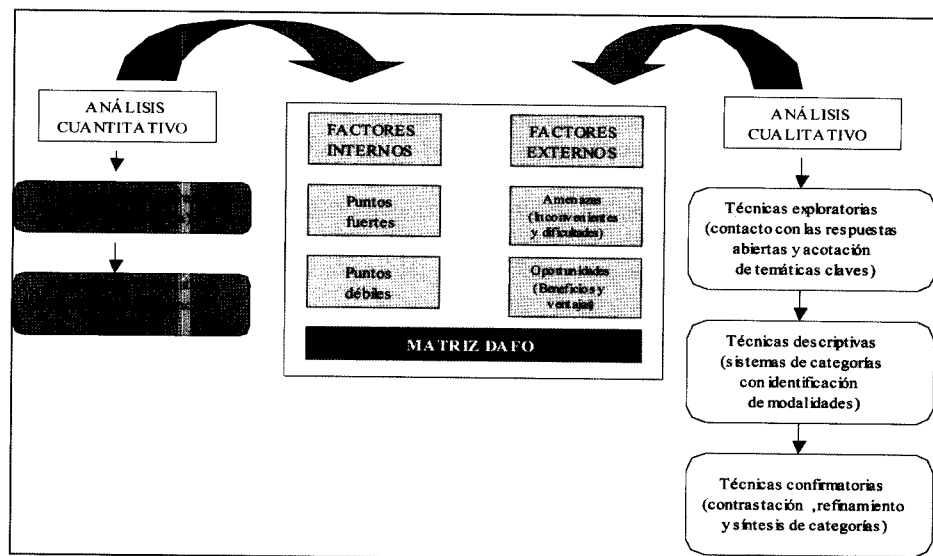 ANÁLISIS
CUANTITATIVO
FACTORES
INTERNOS
Puntos
fuertes
Puntos
débiles
FACTORES
EXTERNOS
Amenazas
(Inconvenientes
y dificultades)
Oportunidades
(Beneficios y
ventajas)
MATRIZ DAFO
ANÁLISIS
CUALITATIVO
Técnicas exploratorias
(contacto con las respuestas
abiertas y acotación
de temáticas claves)
Técnicas descriptivas
(sistemas de categorías
con identificación
de modalidades)
Técnicas confirmatorias
(contrastación ,refinamiento
y síntesis de categorías)